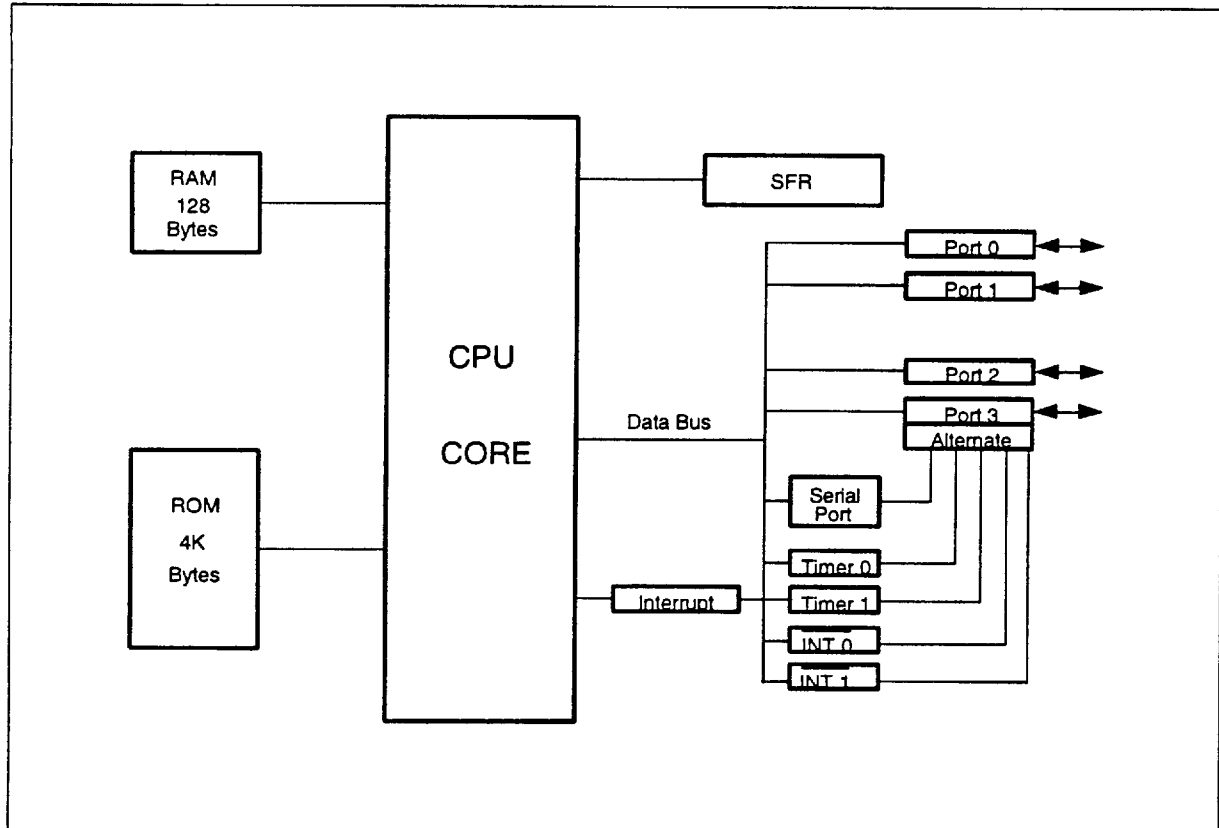 RAM
128
Bytes
SFR
Port 0
Port 1
CPU
CORE
Port 2
Data Bus
Port 3
Alternate
ROM
4K
Bytes
Serial
Port
Timer 0
Interrupt
Timer 1
INT 0
INT 1